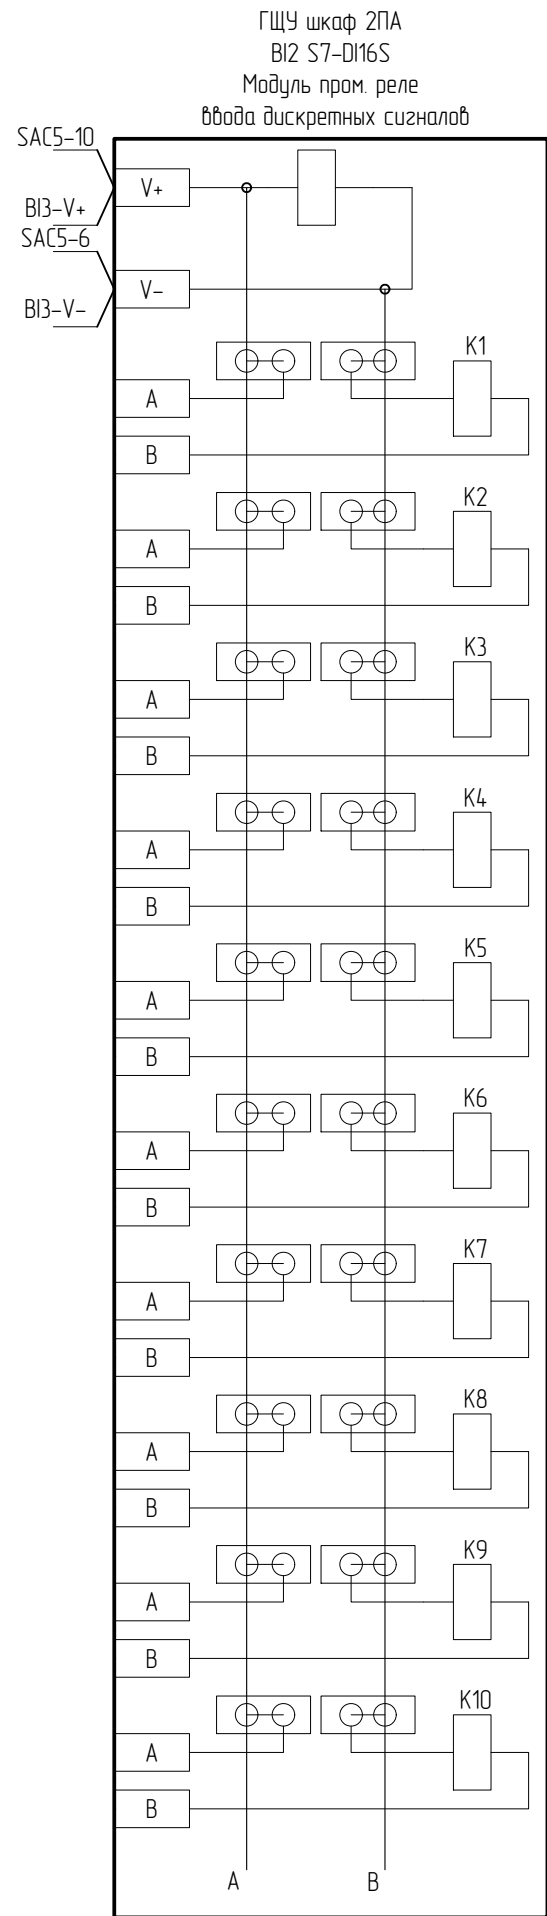 ГЩУ шкаф 2ПА
BI2 S7-DI16S
Модуль пром. реле
ввода дискретных сигналов
SAC5-10
V+
BI3-V+
SAC5-6
V-
BI3-V-
K1
A
B
K2
A
B
K3
A
B
K4
A
B
K5
A
B
K6
A
B
K7
A
B
K8
A
B
K9
A
B
K10
A
B
A B